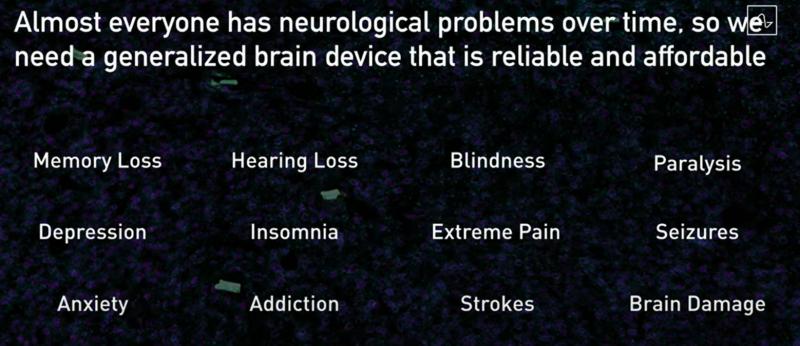 Almost everyone has neurological problems over time, so we
need a generalized brain device that is reliable and affordable
Memory Loss Hearing Loss Blindness Paralysis
Depression Insomnia Extreme Pain Seizures
Anxiety Addiction Strokes Brain Damage